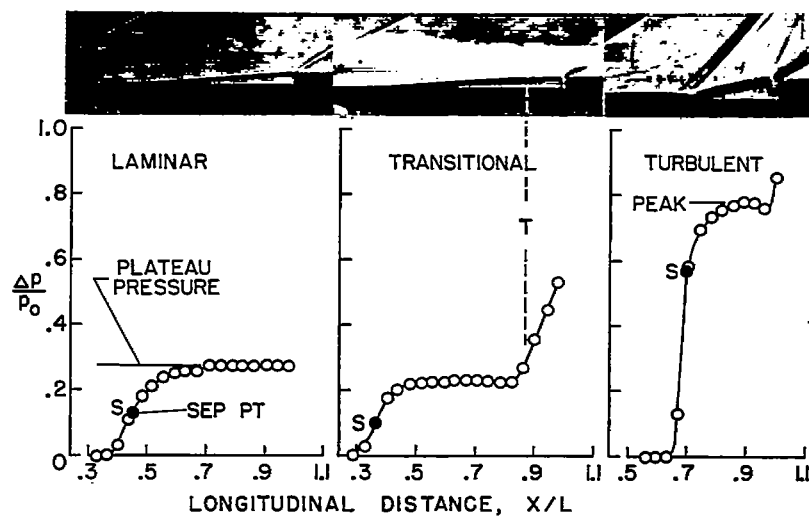 1.0
.8
.6
.4
.2
0
Δp
p₀
LAMINAR
PLATEAU
PRESSURE
S
SEP PT
.3 .5 .7 .9 1.1
TRANSITIONAL
T
S
.3 .5 .7 .9 1.1
TURBULENT
PEAK
S
.5 .7 .9 1.1
LONGITUDINAL DISTANCE, X/L